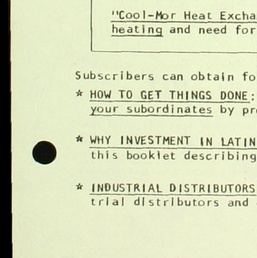 "Cool-Mor Heat Excha
heating and need for
Subscribers can obtain fo
* HOW TO GET THINGS DONE:
your subordinates by pr
* WHY INVESTMENT IN LATIN
this booklet describing
* INDUSTRIAL DISTRIBUTORS
trial distributors and